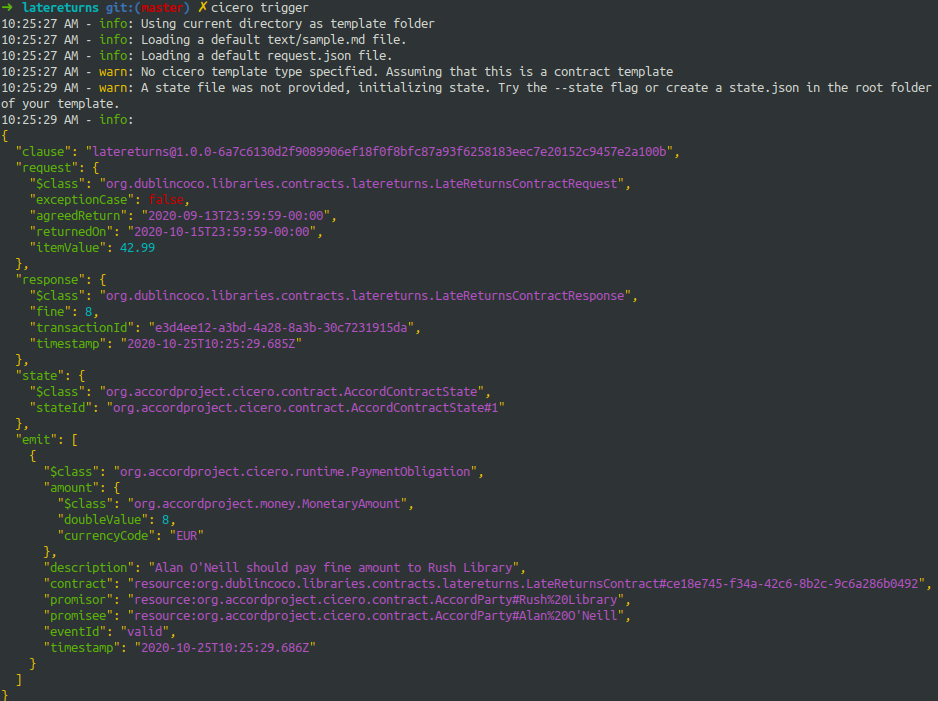 → latereturns git:(master) ✗ cicero trigger
10:25:27 AM - info: Using current directory as template folder
10:25:27 AM - info: Loading a default text/sample.md file.
10:25:27 AM - info: Loading a default request.json file.
10:25:27 AM - warn: No cicero template type specified. Assuming that this is a contract template
10:25:29 AM - warn: A state file was not provided, initializing state. Try the --state flag or create a state.json in the root folder
of your template.
10:25:29 AM - info:
{
  "clause": "latereturns@1.0.0-6a7c6130d2f9089906ef18f0f8bfc87a93f6258183eec7e20152c9457e2a100b",
  "request": {
    "$class": "org.dublincoco.libraries.contracts.latereturns.LateReturnsContractRequest",
    "exceptionCase": false,
    "agreedReturn": "2020-09-13T23:59:59-00:00",
    "returnedOn": "2020-10-15T23:59:59-00:00",
    "itemValue": 42.99
  },
  "response": {
    "$class": "org.dublincoco.libraries.contracts.latereturns.LateReturnsContractResponse",
    "fine": 8,
    "transactionId": "e3d4ee12-a3bd-4a28-8a3b-30c7231915da",
    "timestamp": "2020-10-25T10:25:29.685Z"
  },
  "state": {
    "$class": "org.accordproject.cicero.contract.AccordContractState",
    "stateId": "org.accordproject.cicero.contract.AccordContractState#1"
  },
  "emit": [
    {
      "$class": "org.accordproject.cicero.runtime.PaymentObligation",
      "amount": {
        "$class": "org.accordproject.money.MonetaryAmount",
        "doubleValue": 8,
        "currencyCode": "EUR"
      },
      "description": "Alan O'Neill should pay fine amount to Rush Library",
      "contract": "resource:org.dublincoco.libraries.contracts.latereturns.LateReturnsContract#ce18e745-f34a-42c6-8b2c-9c6a286b0492",
      "promisor": "resource:org.accordproject.cicero.contract.AccordParty#Rush%20Library",
      "promisee": "resource:org.accordproject.cicero.contract.AccordParty#Alan%20O'Neill",
      "eventId": "valid",
      "timestamp": "2020-10-25T10:25:29.686Z"
    }
  ]
}